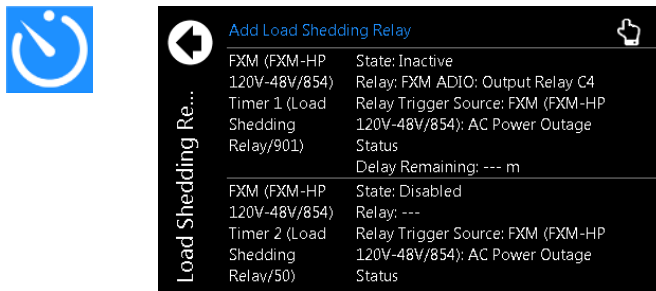 Add Load Shedding Relay
Load Shedding Re...
FXM (FXM-HP
120V-48V/854)
Timer 1 (Load
Shedding
Relay/901)
State: Inactive
Relay: FXM ADIO: Output Relay C4
Relay Trigger Source: FXM (FXM-HP
120V-48V/854): AC Power Outage
Status
Delay Remaining: --- m
FXM (FXM-HP
120V-48V/854)
Timer 2 (Load
Shedding
Relay/50)
State: Disabled
Relay: ---
Relay Trigger Source: FXM (FXM-HP
120V-48V/854): AC Power Outage
Status